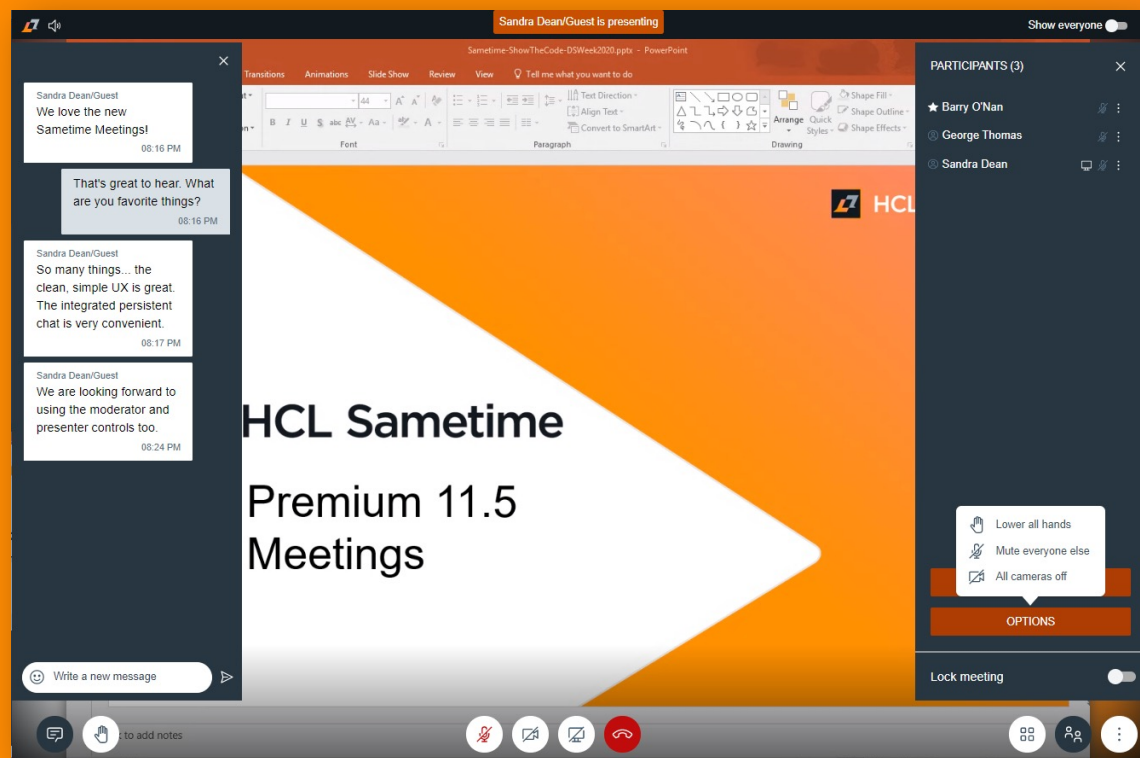 Sandra Dean/Guest is presenting
Show everyone
Sametime-ShowTheCode-DSWeek2020.pptx - PowerPoint
Transitions Animations Slide Show Review View Tell me what you want to do
44
Text Direction
Align Text
Convert to SmartArt
B I U S abc AV Aa A
Font
Paragraph
Arrange
Quick Styles
Shape Fill
Shape Outline
Shape Effects
Drawing
Sandra Dean/Guest
We love the new
Sametime Meetings!
08:16 PM
That's great to hear. What
are you favorite things?
08:16 PM
Sandra Dean/Guest
So many things... the
clean, simple UX is great.
The integrated persistent
chat is very convenient.
08:17 PM
Sandra Dean/Guest
We are looking forward to
using the moderator and
presenter controls too.
08:24 PM
Write a new message
HCL
HCL Sametime
Premium 11.5
Meetings
to add notes
PARTICIPANTS (3)
Barry O'Nan
George Thomas
Sandra Dean
Lower all hands
Mute everyone else
All cameras off
OPTIONS
Lock meeting